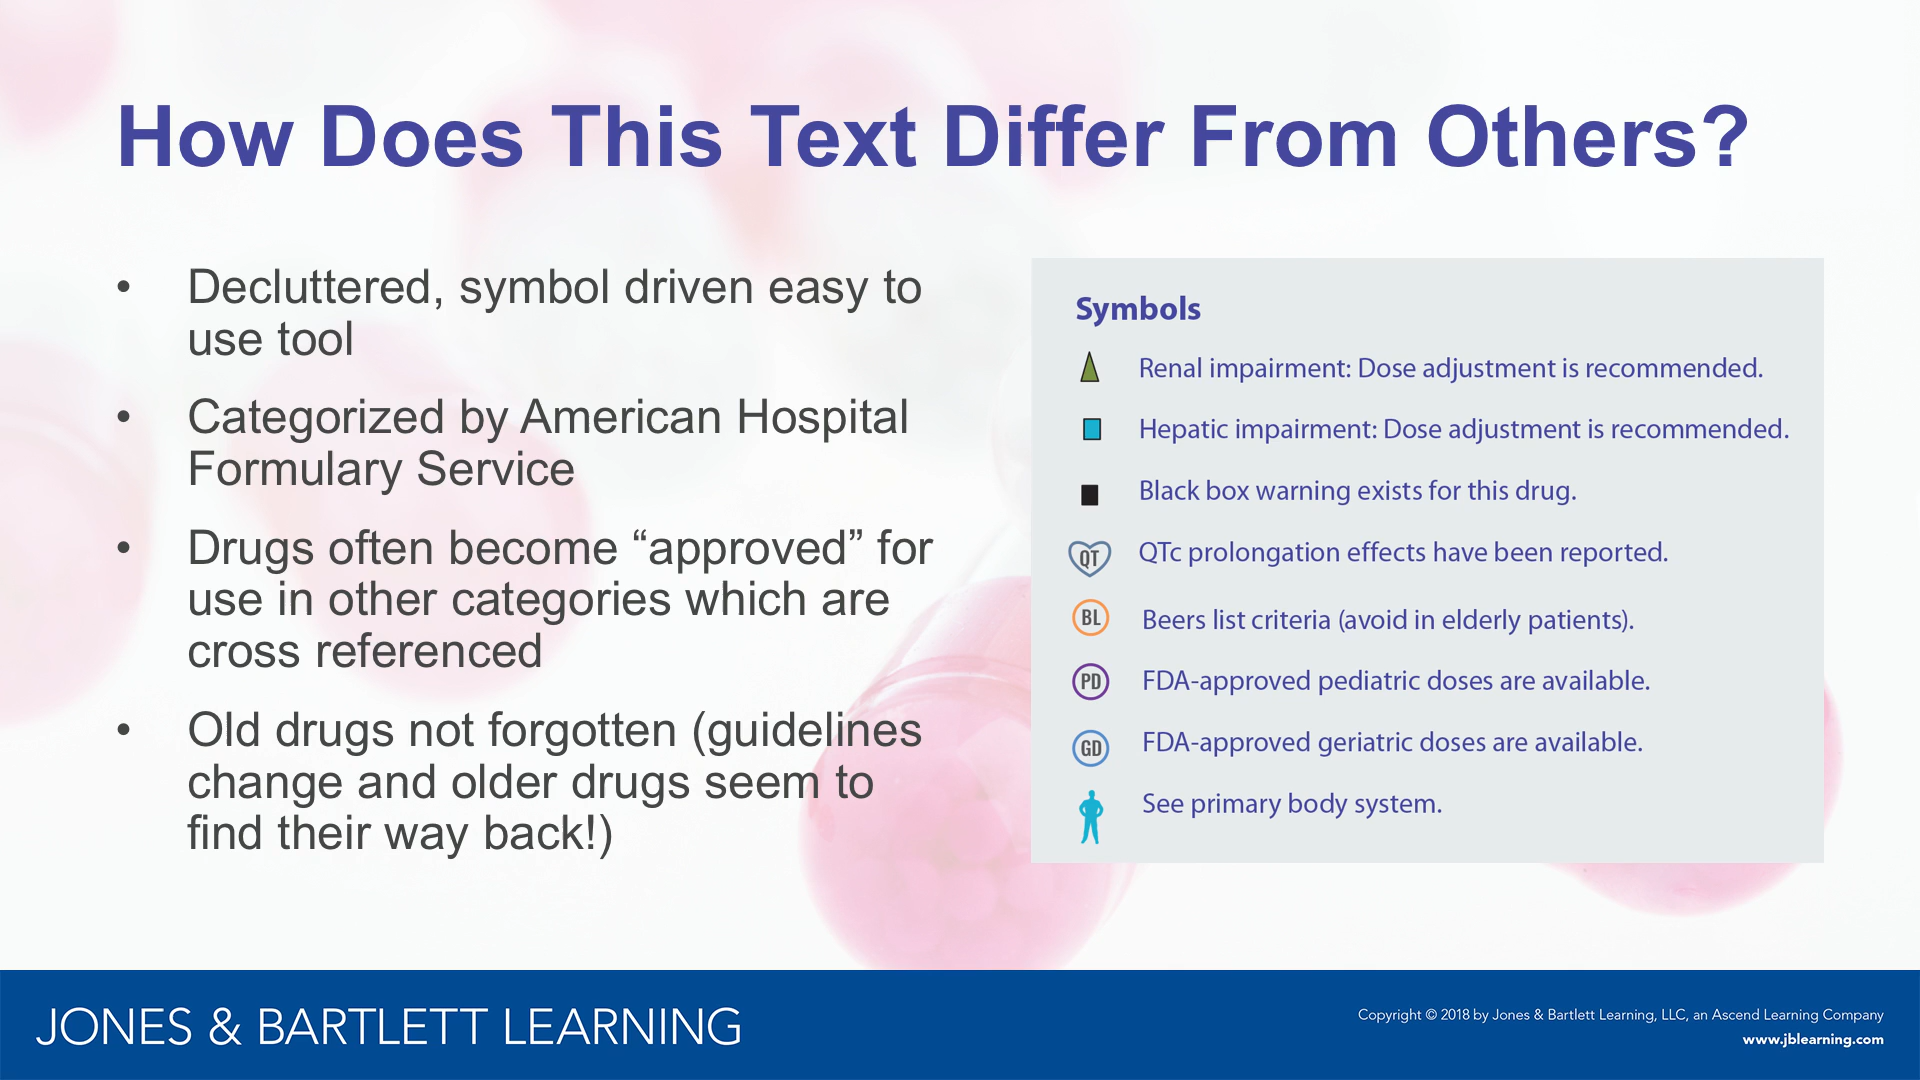 How Does This Text Differ From Others?
• Decluttered, symbol driven easy to
use tool
• Categorized by American Hospital
Formulary Service
• Drugs often become “approved” for
use in other categories which are
cross referenced
• Old drugs not forgotten (guidelines
change and older drugs seem to
find their way back!)
Symbols
Renal impairment: Dose adjustment is recommended.
Hepatic impairment: Dose adjustment is recommended.
Black box warning exists for this drug.
QT QTc prolongation effects have been reported.
BL Beers list criteria (avoid in elderly patients).
PD FDA-approved pediatric doses are available.
GD FDA-approved geriatric doses are available.
See primary body system.
JONES & BARTLETT LEARNING
Copyright © 2018 by Jones & Bartlett Learning, LLC, an Ascend Learning Company
www.jblearning.com